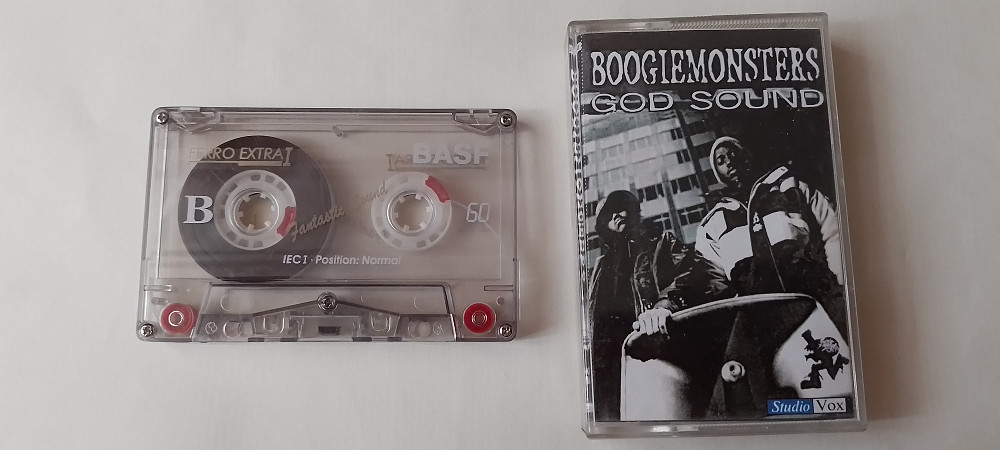 FERRO EXTRA I
BASF
B
Fantastic Sound
60
IEC I · Position: Normal
BOOGIEMONSTERS
GOD SOUND
Studio Vox